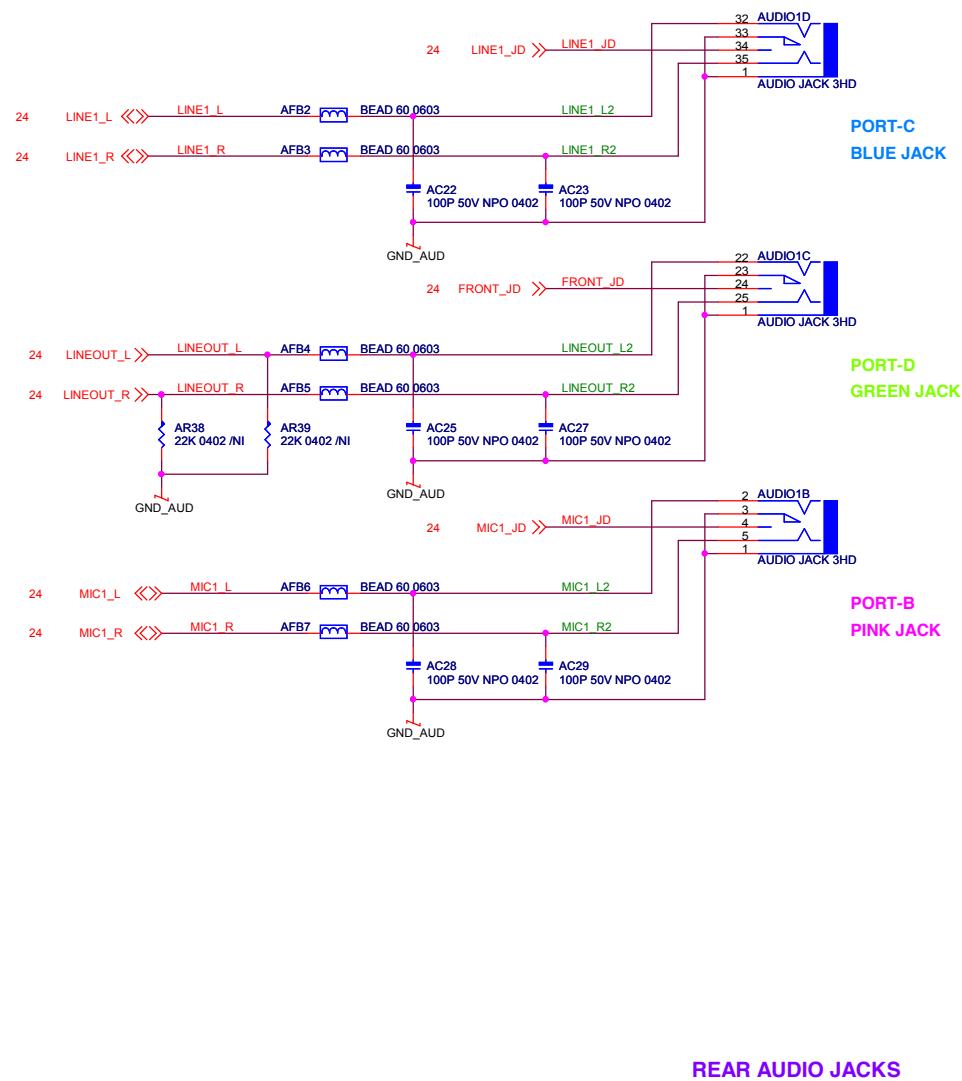 32 AUDIO1D
33
24 LINE1_JD LINE1_JD 34
35
1
AUDIO JACK 3HD
24 LINE1_L LINE1_L AFB2 BEAD 60 0603 LINE1_L2
PORT-C
24 LINE1_R LINE1_R AFB3 BEAD 60 0603 LINE1_R2
BLUE JACK
AC22 AC23
100P 50V NPO 0402 100P 50V NPO 0402
GND_AUD
22 AUDIO1C
23
24 FRONT_JD FRONT_JD 24
25
1
AUDIO JACK 3HD
24 LINEOUT_L LINEOUT_L AFB4 BEAD 60 0603 LINEOUT_L2
PORT-D
24 LINEOUT_R LINEOUT_R AFB5 BEAD 60 0603 LINEOUT_R2
GREEN JACK
AR38 AR39 AC25 AC27
22K 0402 /NI 22K 0402 /NI 100P 50V NPO 0402 100P 50V NPO 0402
GND_AUD
GND_AUD
2 AUDIO1B
3
24 MIC1_JD MIC1_JD 4
5
1
AUDIO JACK 3HD
24 MIC1_L MIC1_L AFB6 BEAD 60 0603 MIC1_L2
PORT-B
24 MIC1_R MIC1_R AFB7 BEAD 60 0603 MIC1_R2
PINK JACK
AC28 AC29
100P 50V NPO 0402 100P 50V NPO 0402
GND_AUD
REAR AUDIO JACKS